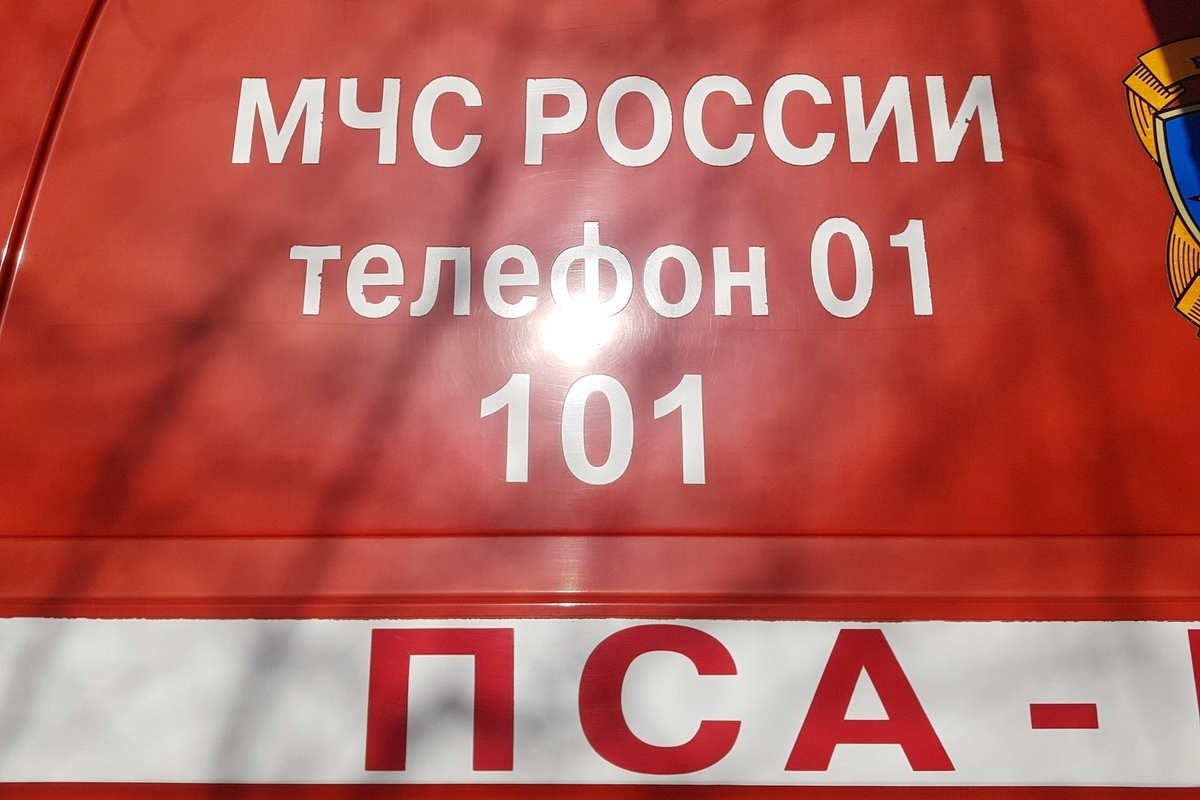 МЧС РОССИИ
телефон 01
101
ПСА-